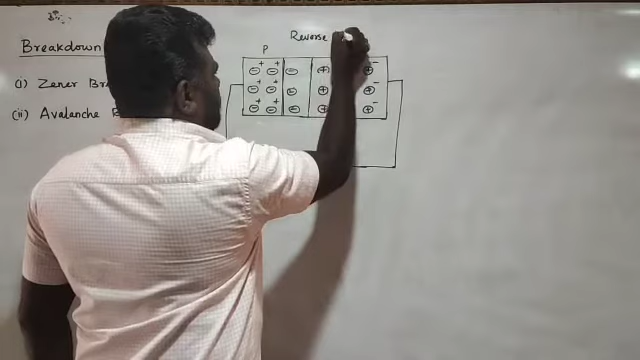 Breakdown
P
Reverse
(i) Zener
(ii) Avalanche